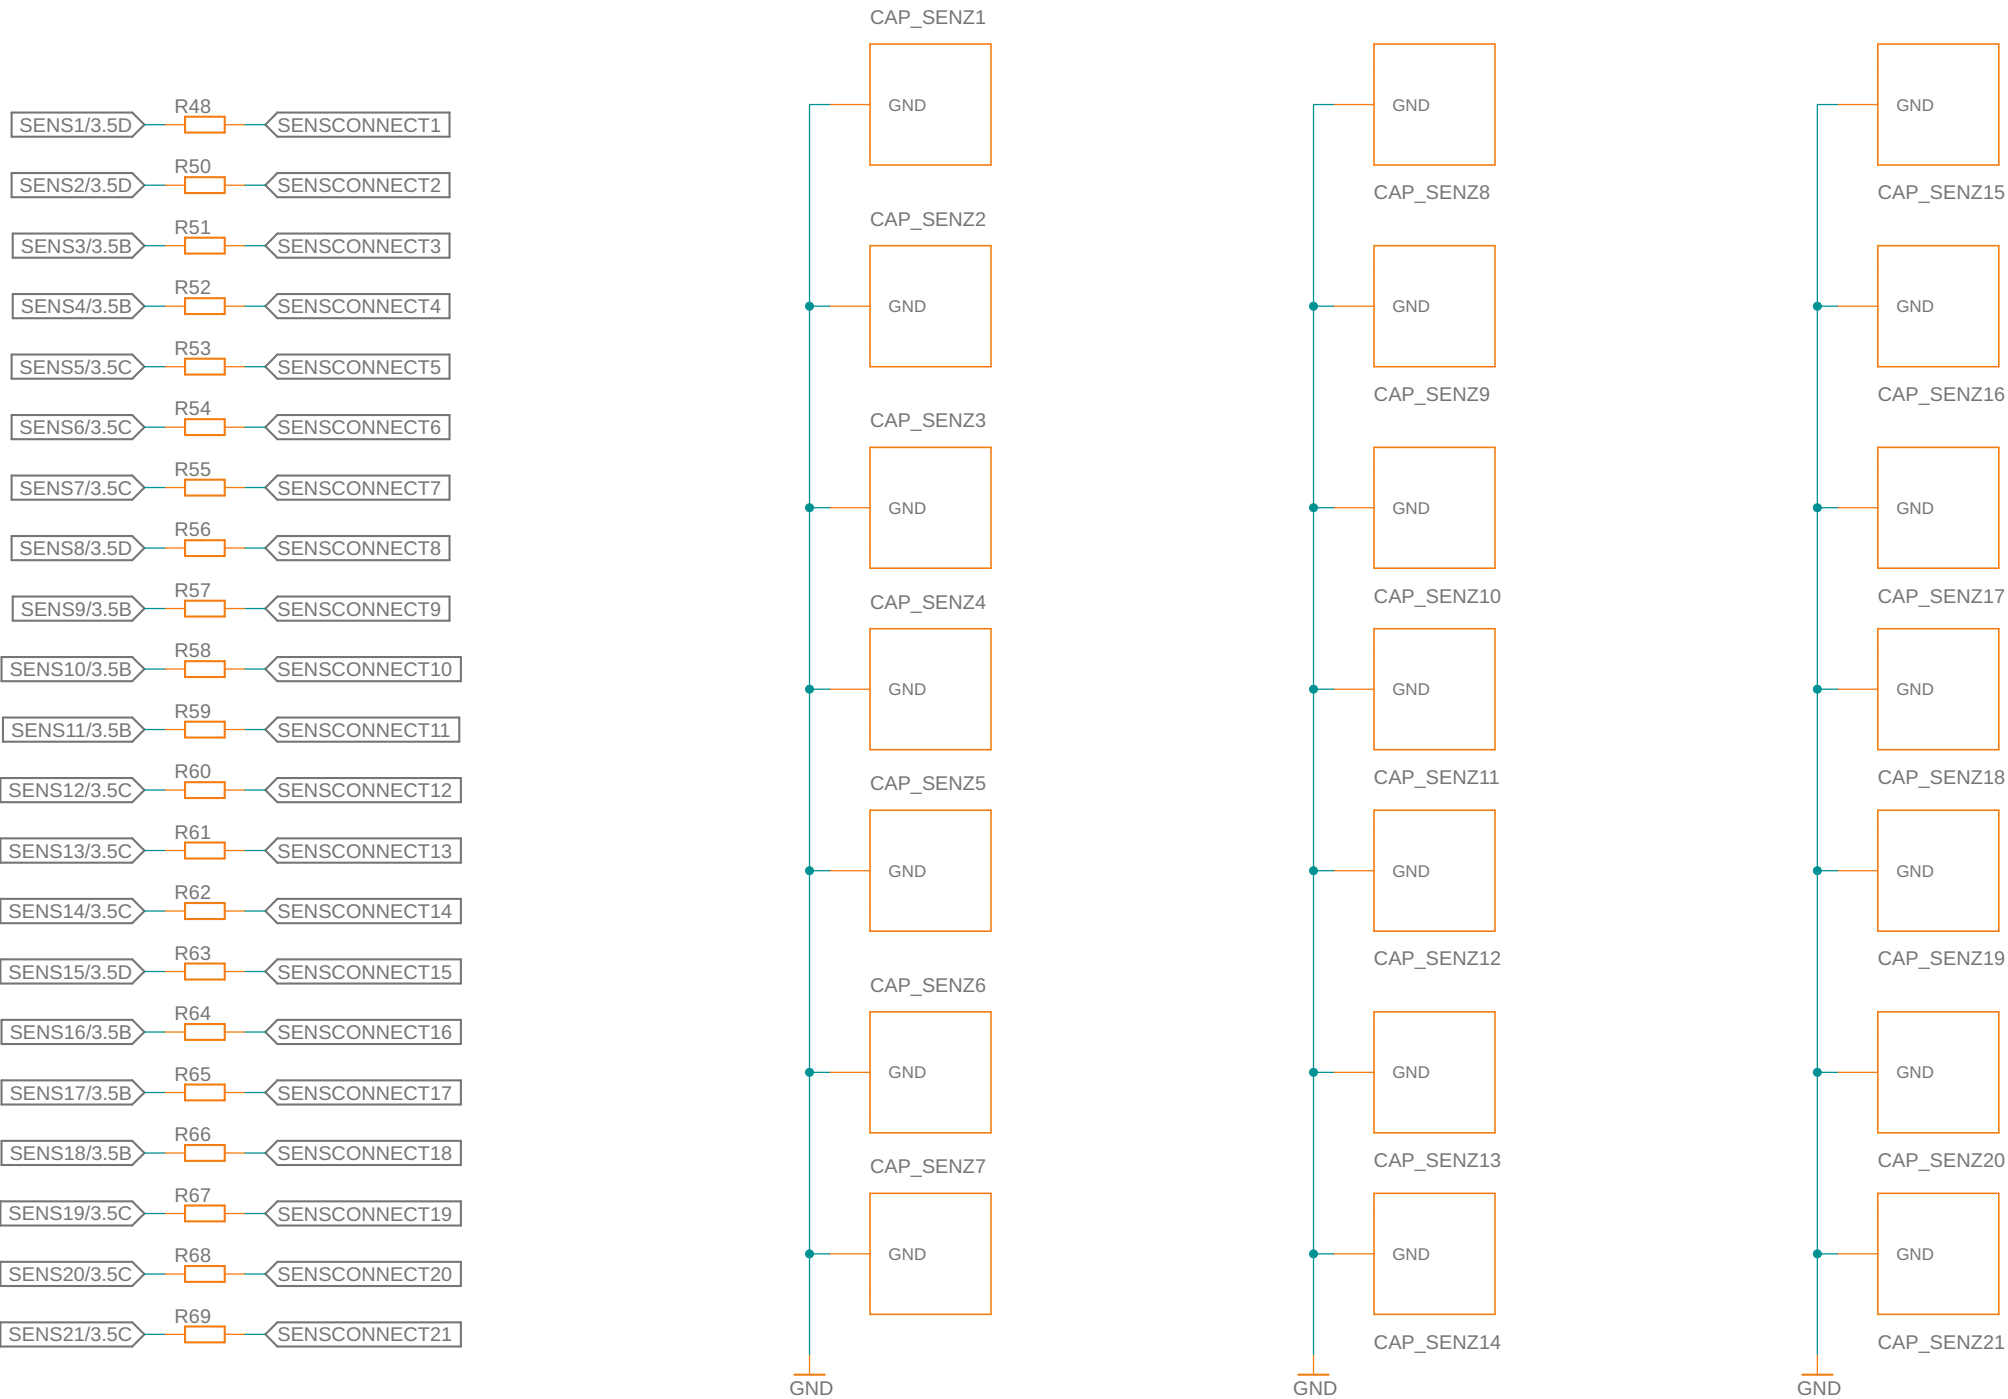 R48
SENS1/3.5D SENSCONNECT1
R50
SENS2/3.5D SENSCONNECT2
R51
SENS3/3.5B SENSCONNECT3
R52
SENS4/3.5B SENSCONNECT4
R53
SENS5/3.5C SENSCONNECT5
R54
SENS6/3.5C SENSCONNECT6
R55
SENS7/3.5C SENSCONNECT7
R56
SENS8/3.5D SENSCONNECT8
R57
SENS9/3.5B SENSCONNECT9
R58
SENS10/3.5B SENSCONNECT10
R59
SENS11/3.5B SENSCONNECT11
R60
SENS12/3.5C SENSCONNECT12
R61
SENS13/3.5C SENSCONNECT13
R62
SENS14/3.5C SENSCONNECT14
R63
SENS15/3.5D SENSCONNECT15
R64
SENS16/3.5B SENSCONNECT16
R65
SENS17/3.5B SENSCONNECT17
R66
SENS18/3.5B SENSCONNECT18
R67
SENS19/3.5C SENSCONNECT19
R68
SENS20/3.5C SENSCONNECT20
R69
SENS21/3.5C SENSCONNECT21
CAP_SENZ1
GND
CAP_SENZ2
GND
CAP_SENZ3
GND
CAP_SENZ4
GND
CAP_SENZ5
GND
CAP_SENZ6
GND
CAP_SENZ7
GND
GND
GND
CAP_SENZ8
GND
CAP_SENZ9
GND
CAP_SENZ10
GND
CAP_SENZ11
GND
CAP_SENZ12
GND
CAP_SENZ13
GND
CAP_SENZ14
GND
GND
CAP_SENZ15
GND
CAP_SENZ16
GND
CAP_SENZ17
GND
CAP_SENZ18
GND
CAP_SENZ19
GND
CAP_SENZ20
GND
CAP_SENZ21
GND